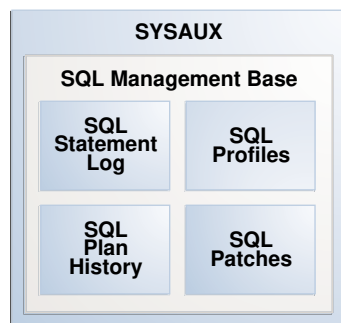 SYSAUX
SQL Management Base
SQL
Statement
Log
SQL
Profiles
SQL
Plan
History
SQL
Patches